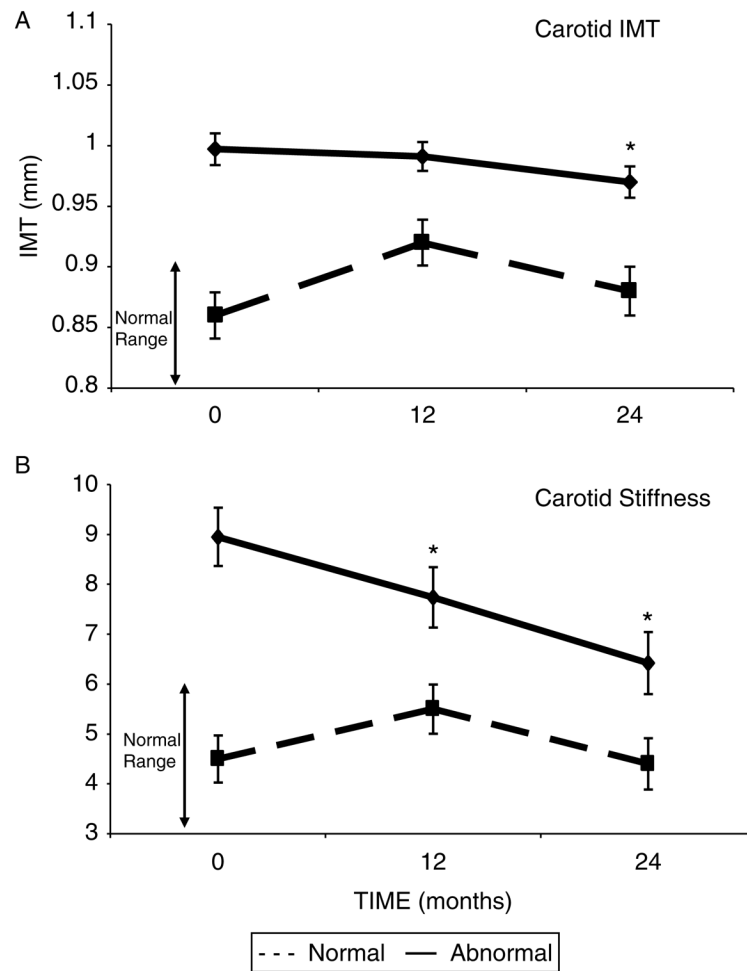 A
Carotid IMT
1.1
1.05
1
0.95
0.9
0.85
0.8
IMT (mm)
*
Normal
Range
0 12 24
B
Carotid Stiffness
10
9
8
7
6
5
4
3
*
*
Normal
Range
0 12 24
TIME (months)
Normal Abnormal